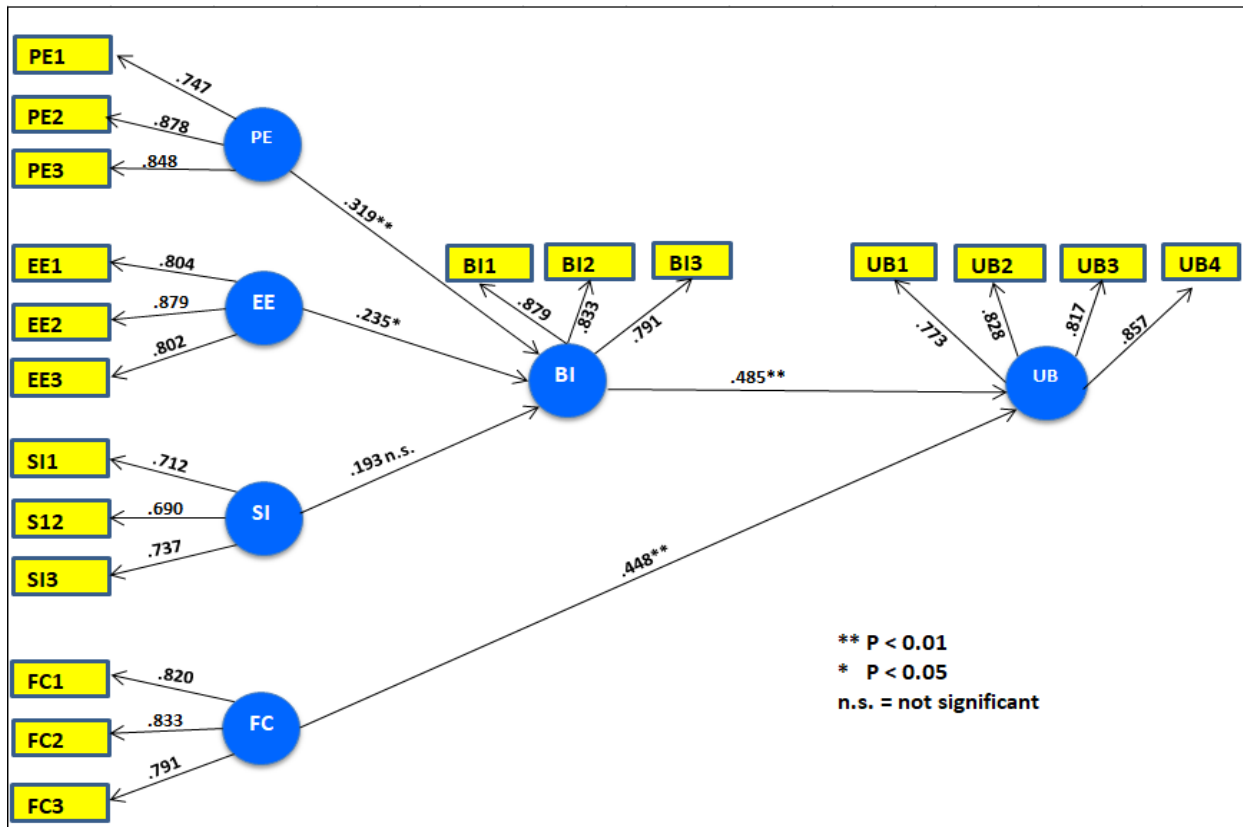 PE1
.747
PE2
.878
PE
PE3
.848
.319**
EE1
.804
EE2
.879
EE
EE3
.802
.235*
BI1
BI2
BI3
.879
.833
.791
BI
UB1
UB2
UB3
UB4
.773
.828
.817
.857
UB
.485**
SI1
.712
S12
.690
SI
SI3
.737
.193 n.s.
.448**
FC1
.820
FC2
.833
FC
FC3
.791
** P < 0.01
* P < 0.05
n.s. = not significant